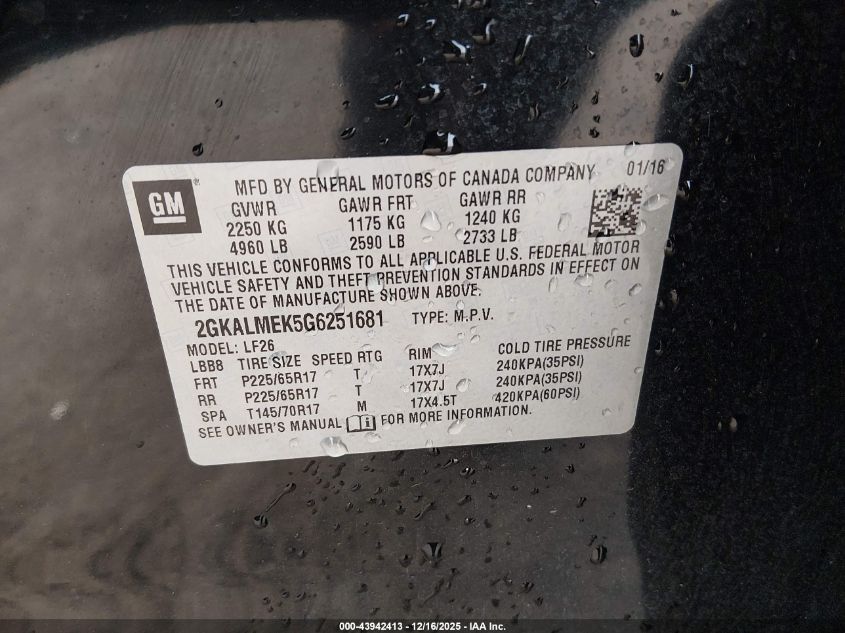 GM® MFD BY GENERAL MOTORS OF CANADA COMPANY 01/16
GVWR GAWR FRT GAWR RR
2250 KG 1175 KG 1240 KG
4960 LB 2590 LB 2733 LB
THIS VEHICLE CONFORMS TO ALL APPLICABLE U.S. FEDERAL MOTOR
VEHICLE SAFETY AND THEFT PREVENTION STANDARDS IN EFFECT ON
THE DATE OF MANUFACTURE SHOWN ABOVE.
2GKALMEK5G6251681 TYPE: M.P.V.
MODEL: LF26
LBB8 TIRE SIZE SPEED RTG RIM COLD TIRE PRESSURE
FRT P225/65R17 T 17X7J 240KPA(35PSI)
RR P225/65R17 T 17X7J 240KPA(35PSI)
SPA T145/70R17 M 17X4.5T 420KPA(60PSI)
SEE OWNER'S MANUAL FOR MORE INFORMATION.
000-43942413 - 12/16/2025 - IAA Inc.